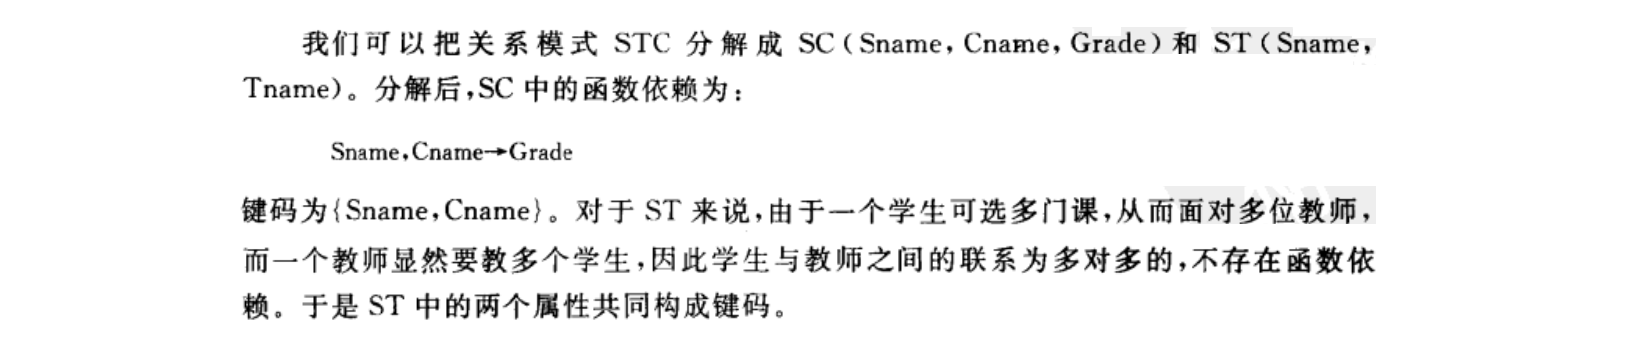 我们可以把关系模式 STC 分解成 SC(Sname,Cname,Grade)和 ST(Sname,
Tname)。分解后,SC 中的函数依赖为:
Sname,Cname→Grade
键码为{Sname,Cname}。对于 ST 来说,由于一个学生可选多门课,从而面对多位教师,
而一个教师显然要教多个学生,因此学生与教师之间的联系为多对多的,不存在函数依
赖。于是 ST 中的两个属性共同构成键码。